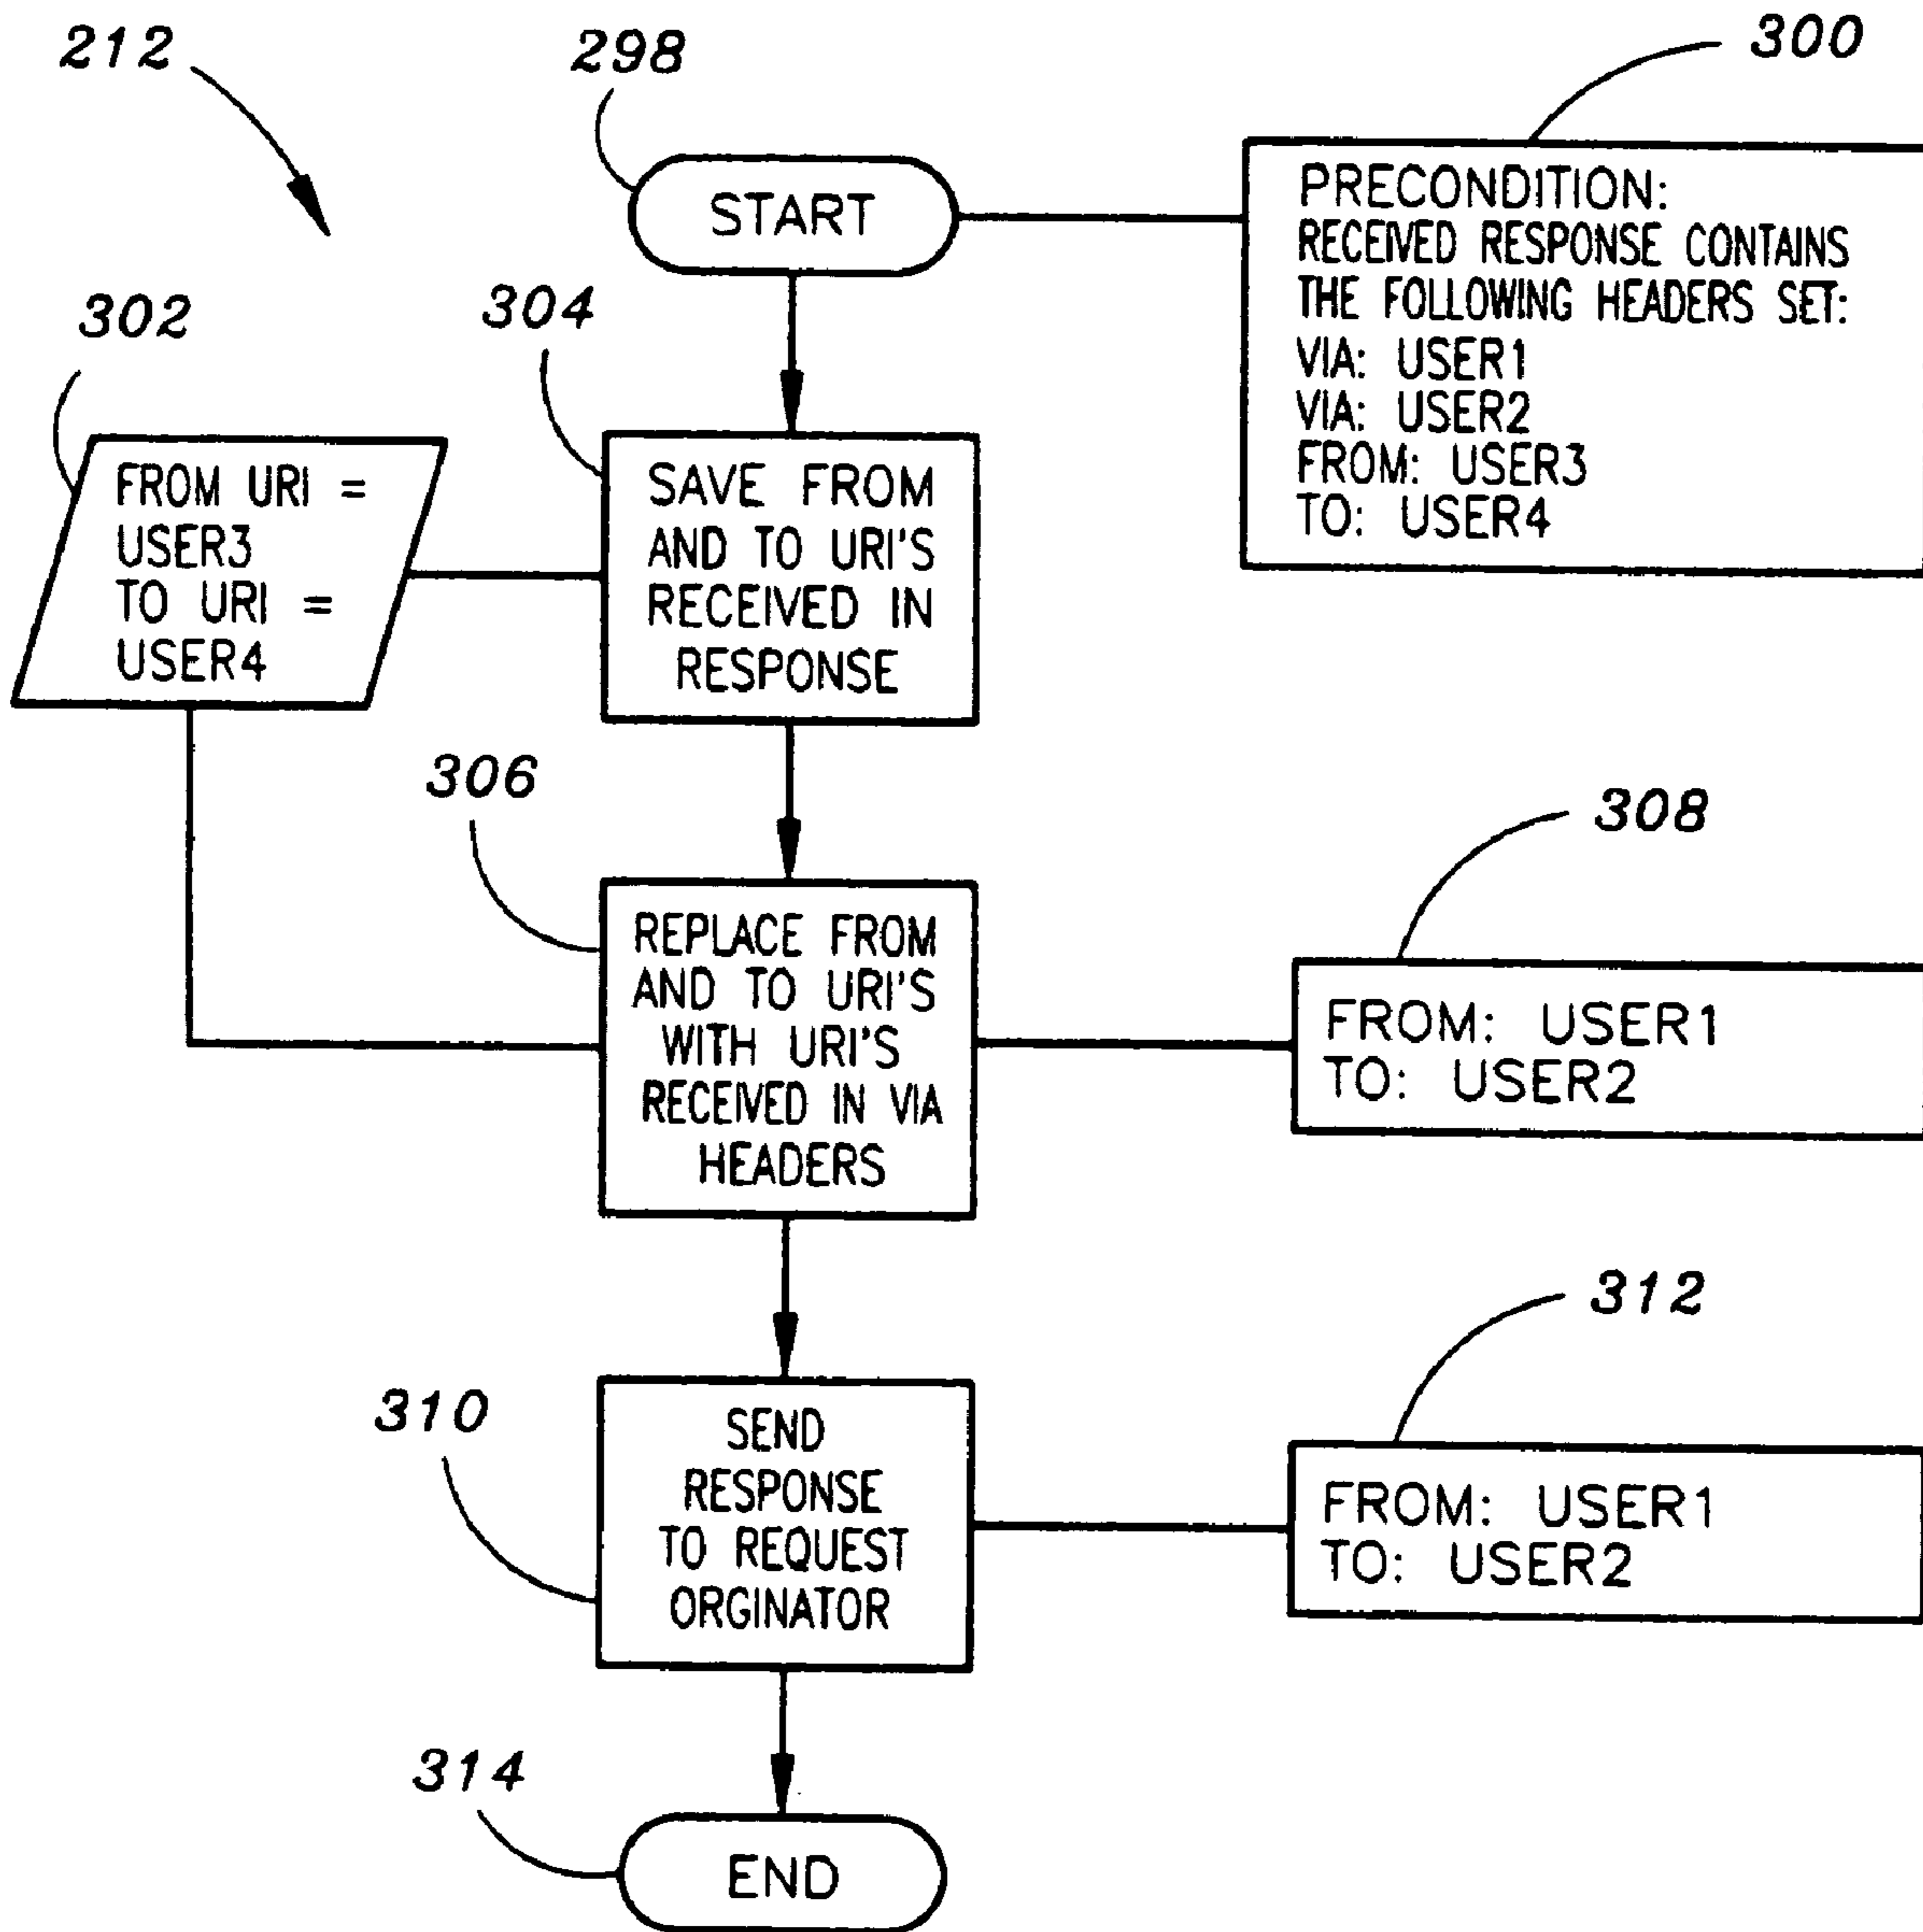 212
298
300
START
PRECONDITION:
RECEIVED RESPONSE CONTAINS
THE FOLLOWING HEADERS SET:
VIA: USER1
VIA: USER2
FROM: USER3
TO: USER4
302
304
FROM URI =
USER3
TO URI =
USER4
SAVE FROM
AND TO URI'S
RECEIVED IN
RESPONSE
306
308
REPLACE FROM
AND TO URI'S
WITH URI'S
RECEIVED IN VIA
HEADERS
FROM: USER1
TO: USER2
310
312
SEND
RESPONSE
TO REQUEST
ORGINATOR
FROM: USER1
TO: USER2
314
END